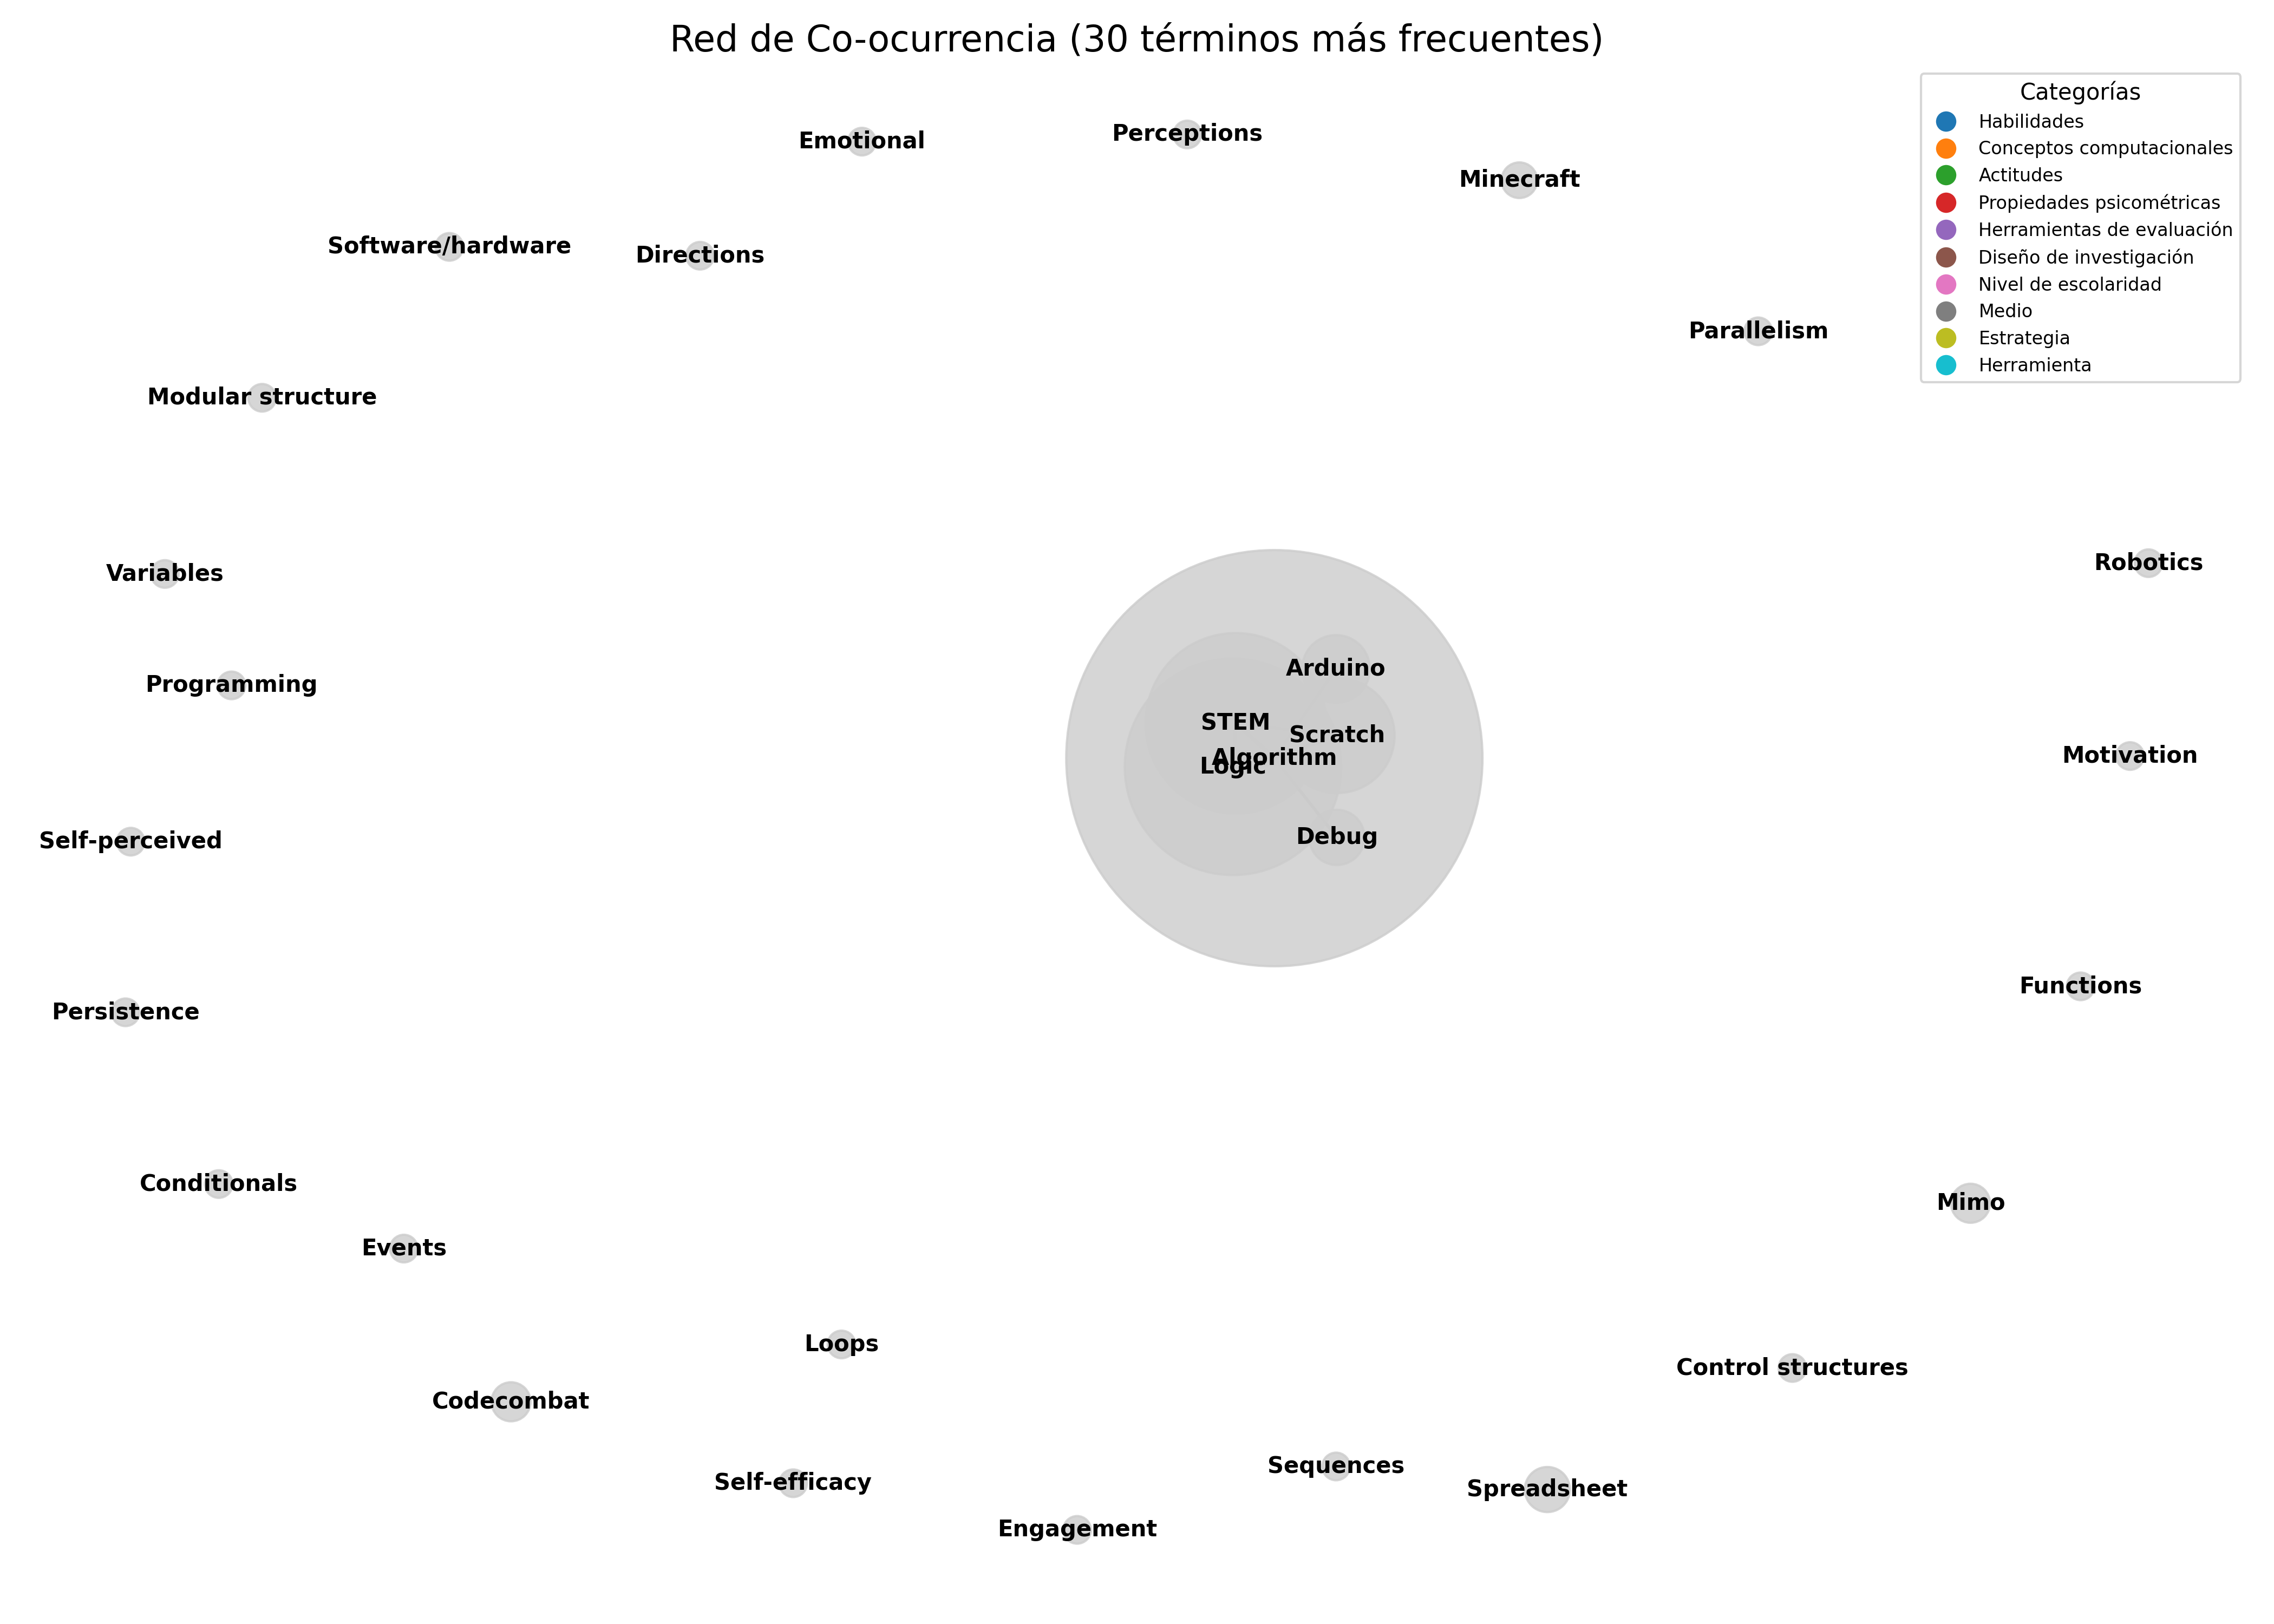 Red de Co-ocurrencia (30 términos más frecuentes)
Categorías
Habilidades
Conceptos computacionales
Actitudes
Propiedades psicométricas
Herramientas de evaluación
Diseño de investigación
Nivel de escolaridad
Medio
Estrategia
Herramienta
Emotional
Perceptions
Minecraft
Software/hardware
Directions
Parallelism
Modular structure
Variables
Robotics
Programming
Arduino
STEM
Scratch
Algorithm
Logic
Motivation
Debug
Self-perceived
Persistence
Functions
Conditionals
Mimo
Events
Loops
Control structures
Codecombat
Self-efficacy
Sequences
Spreadsheet
Engagement